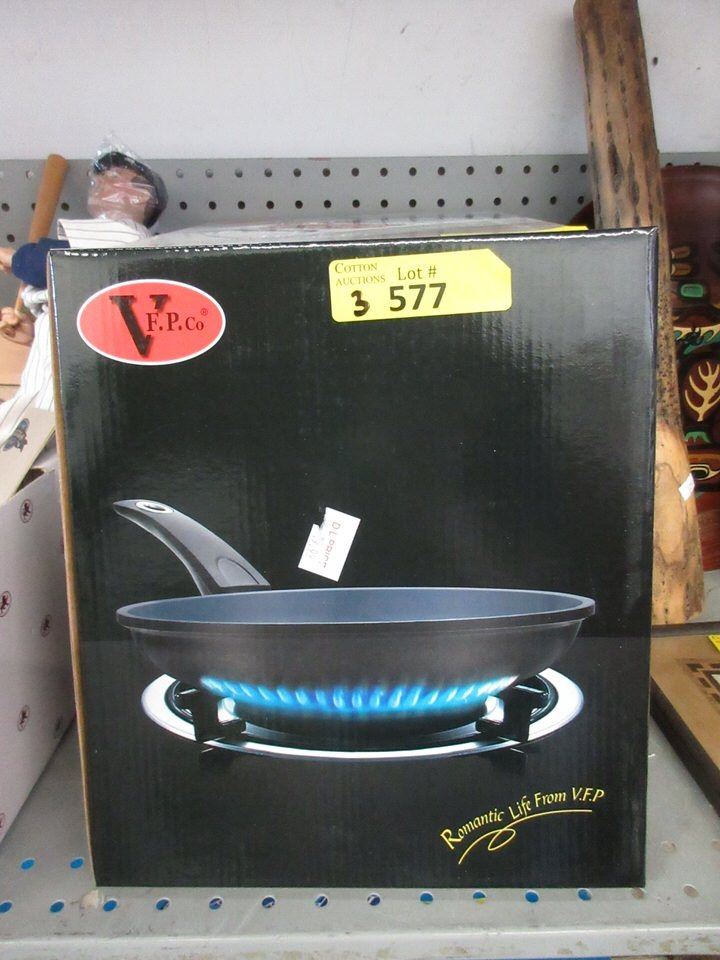 COTTON AUCTIONS Lot #
3 577
V F.P.Co®
Romantic Life From V.F.P